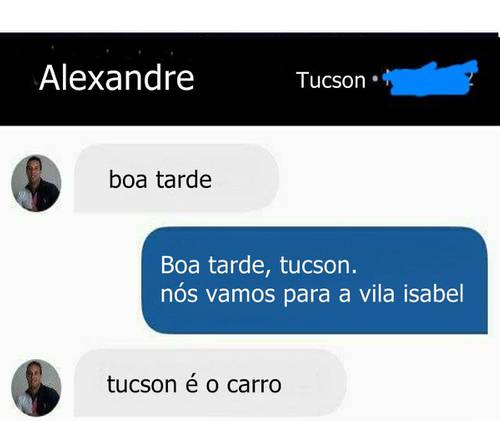 Alexandre
Tucson •
boa tarde
Boa tarde, tucson.
nós vamos para a vila isabel
tucson é o carro